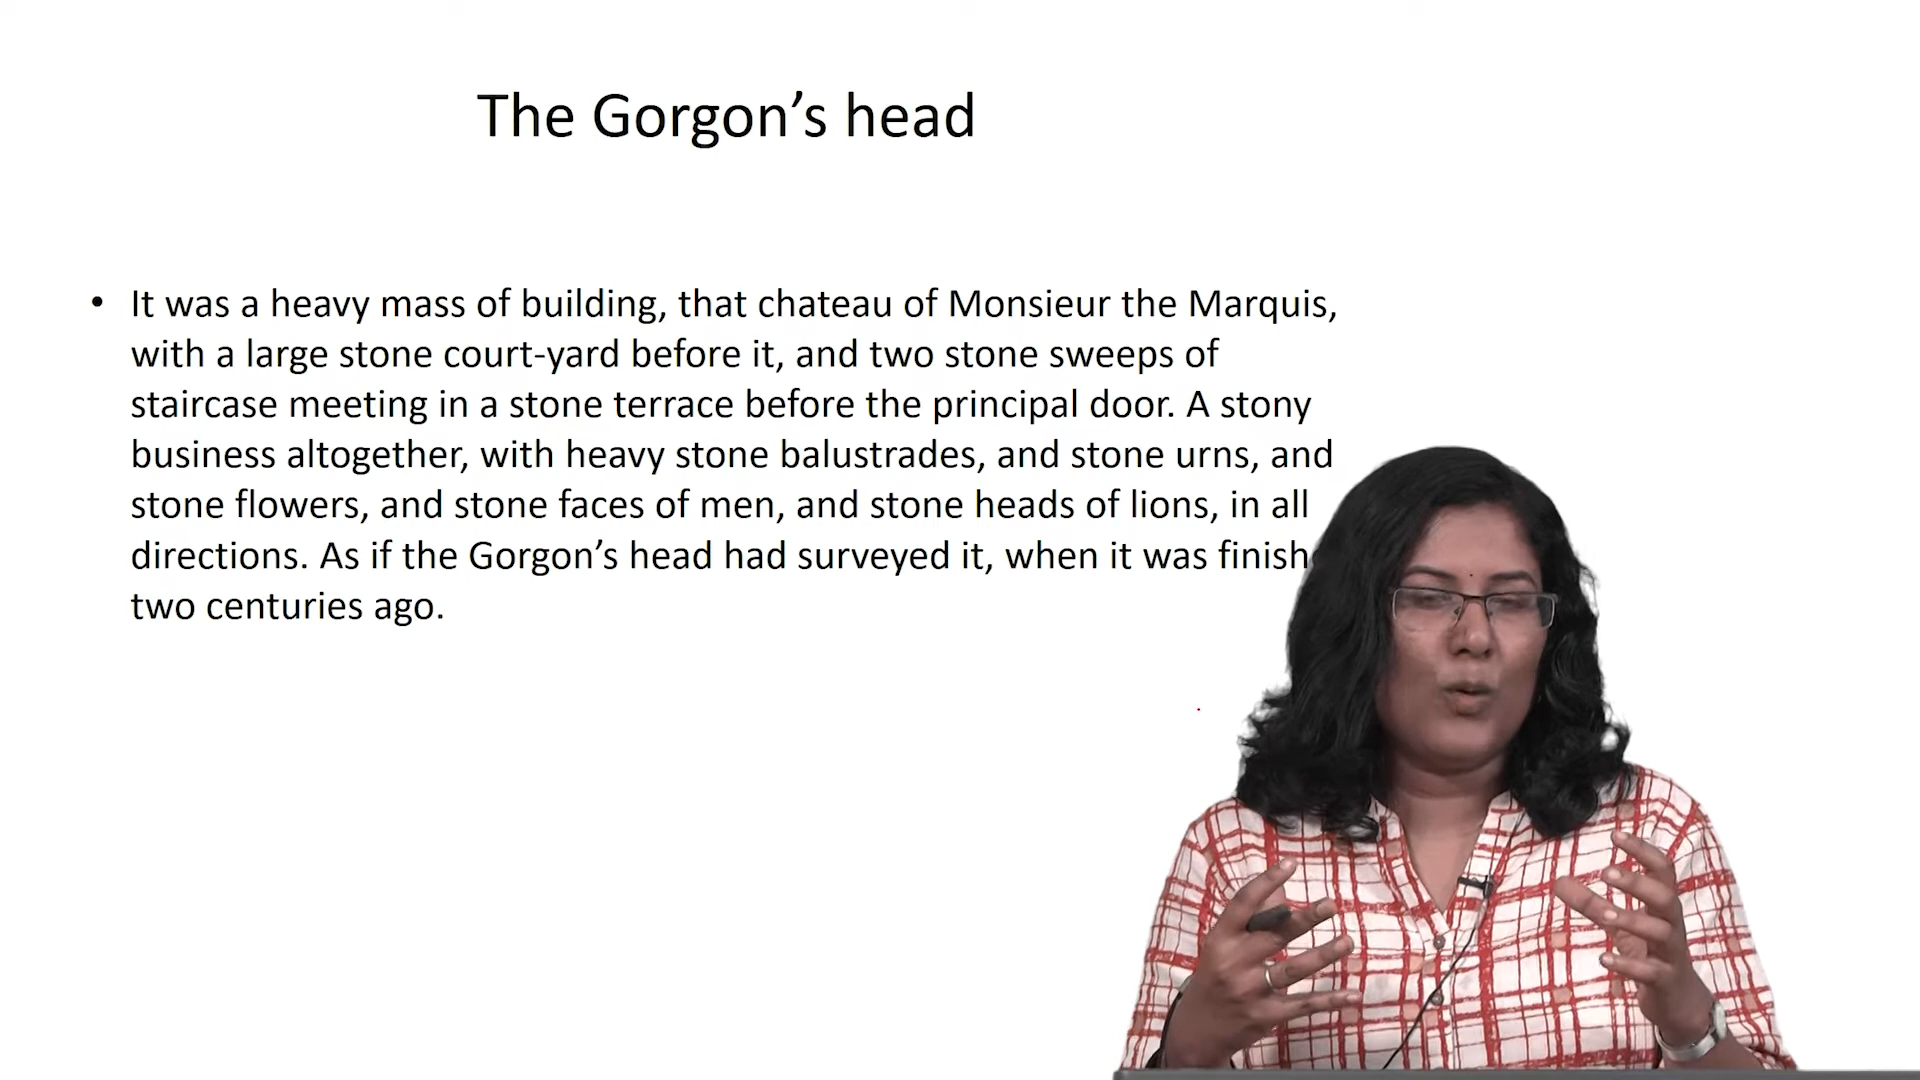 The Gorgon’s head
• It was a heavy mass of building, that chateau of Monsieur the Marquis,
with a large stone court-yard before it, and two stone sweeps of
staircase meeting in a stone terrace before the principal door. A stony
business altogether, with heavy stone balustrades, and stone urns, and
stone flowers, and stone faces of men, and stone heads of lions, in all
directions. As if the Gorgon’s head had surveyed it, when it was
two centuries ago.